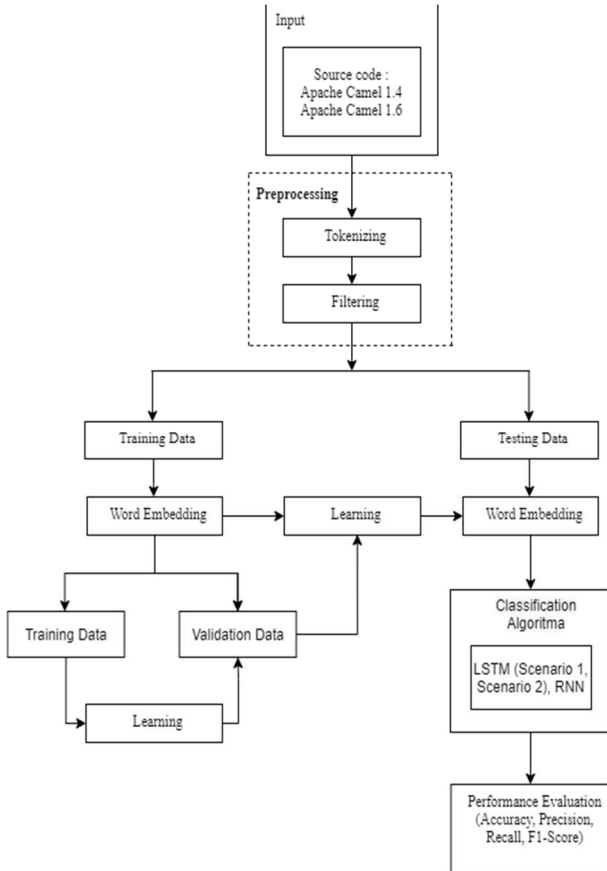 Input
Source code :
Apache Camel 1.4
Apache Camel 1.6
Preprocessing
Tokenizing
Filtering
Training Data
Testing Data
Word Embedding
Learning
Word Embedding
Training Data
Validation Data
Learning
Classification
Algoritma
LSTM (Scenario 1,
Scenario 2), RNN
Performance Evaluation
(Accuracy, Precision,
Recall, F1-Score)